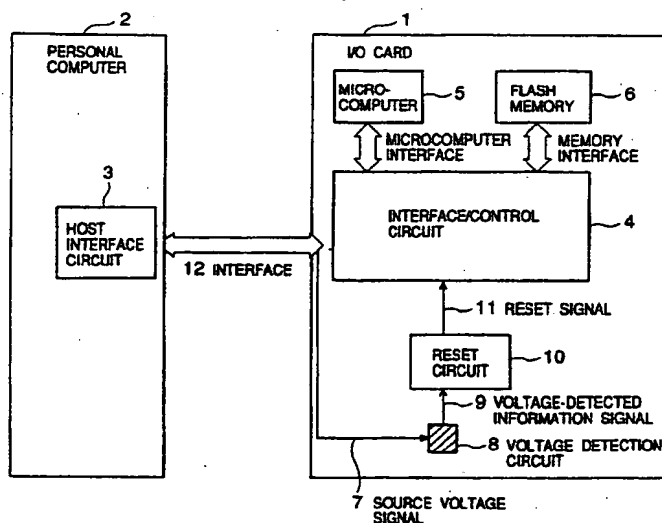 2
PERSONAL
COMPUTER
1
I/O CARD
MICRO-
COMPUTER
5
FLASH
MEMORY
6
MICROCOMPUTER
INTERFACE
MEMORY
INTERFACE
3
HOST
INTERFACE
CIRCUIT
12 INTERFACE
INTERFACE/CONTROL
CIRCUIT
4
11 RESET SIGNAL
RESET
CIRCUIT
10
9 VOLTAGE-DETECTED
INFORMATION SIGNAL
8 VOLTAGE DETECTION
CIRCUIT
7 SOURCE VOLTAGE
SIGNAL